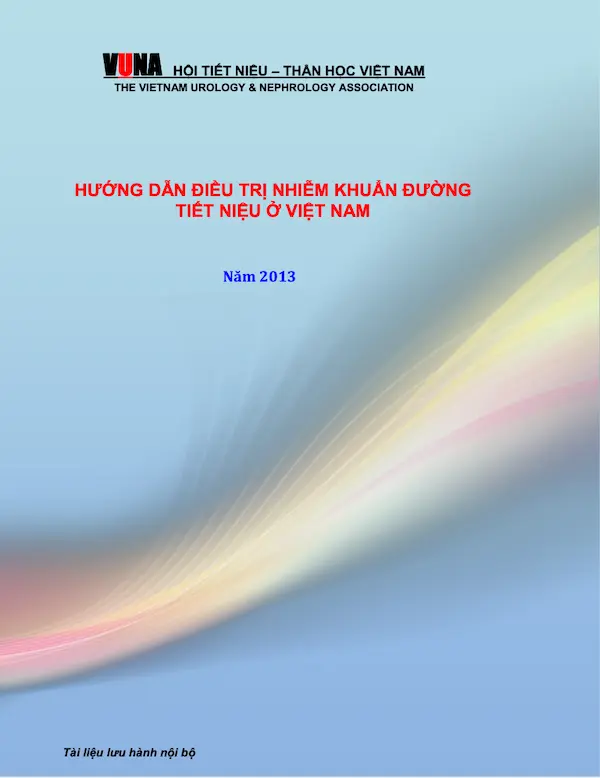 VUNA HỘI TIẾT NIỆU – THẬN HỌC VIỆT NAM
THE VIETNAM UROLOGY & NEPHROLOGY ASSOCIATION
HƯỚNG DẪN ĐIỀU TRỊ NHIỄM KHUẨN ĐƯỜNG
TIẾT NIỆU Ở VIỆT NAM
Năm 2013
Tài liệu lưu hành nội bộ